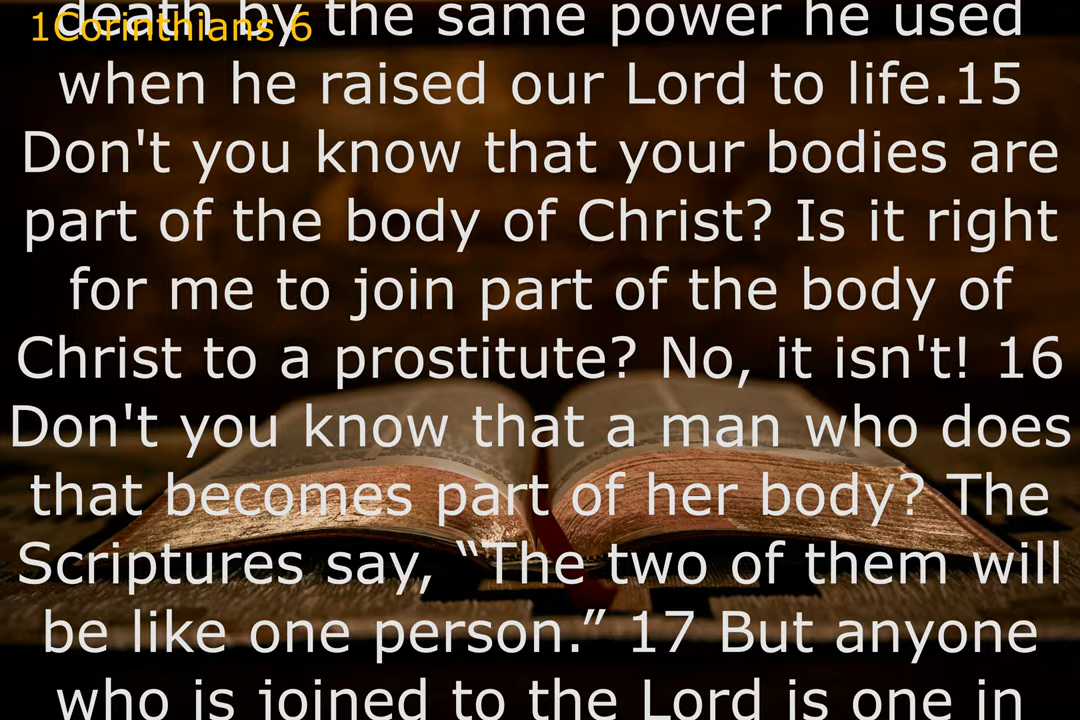 1Corinthians 6
death by the same power he used
when he raised our Lord to life.15
Don't you know that your bodies are
part of the body of Christ? Is it right
for me to join part of the body of
Christ to a prostitute? No, it isn't! 16
Don't you know that a man who does
that becomes part of her body? The
Scriptures say, “The two of them will
be like one person.” 17 But anyone
who is joined to the Lord is one in